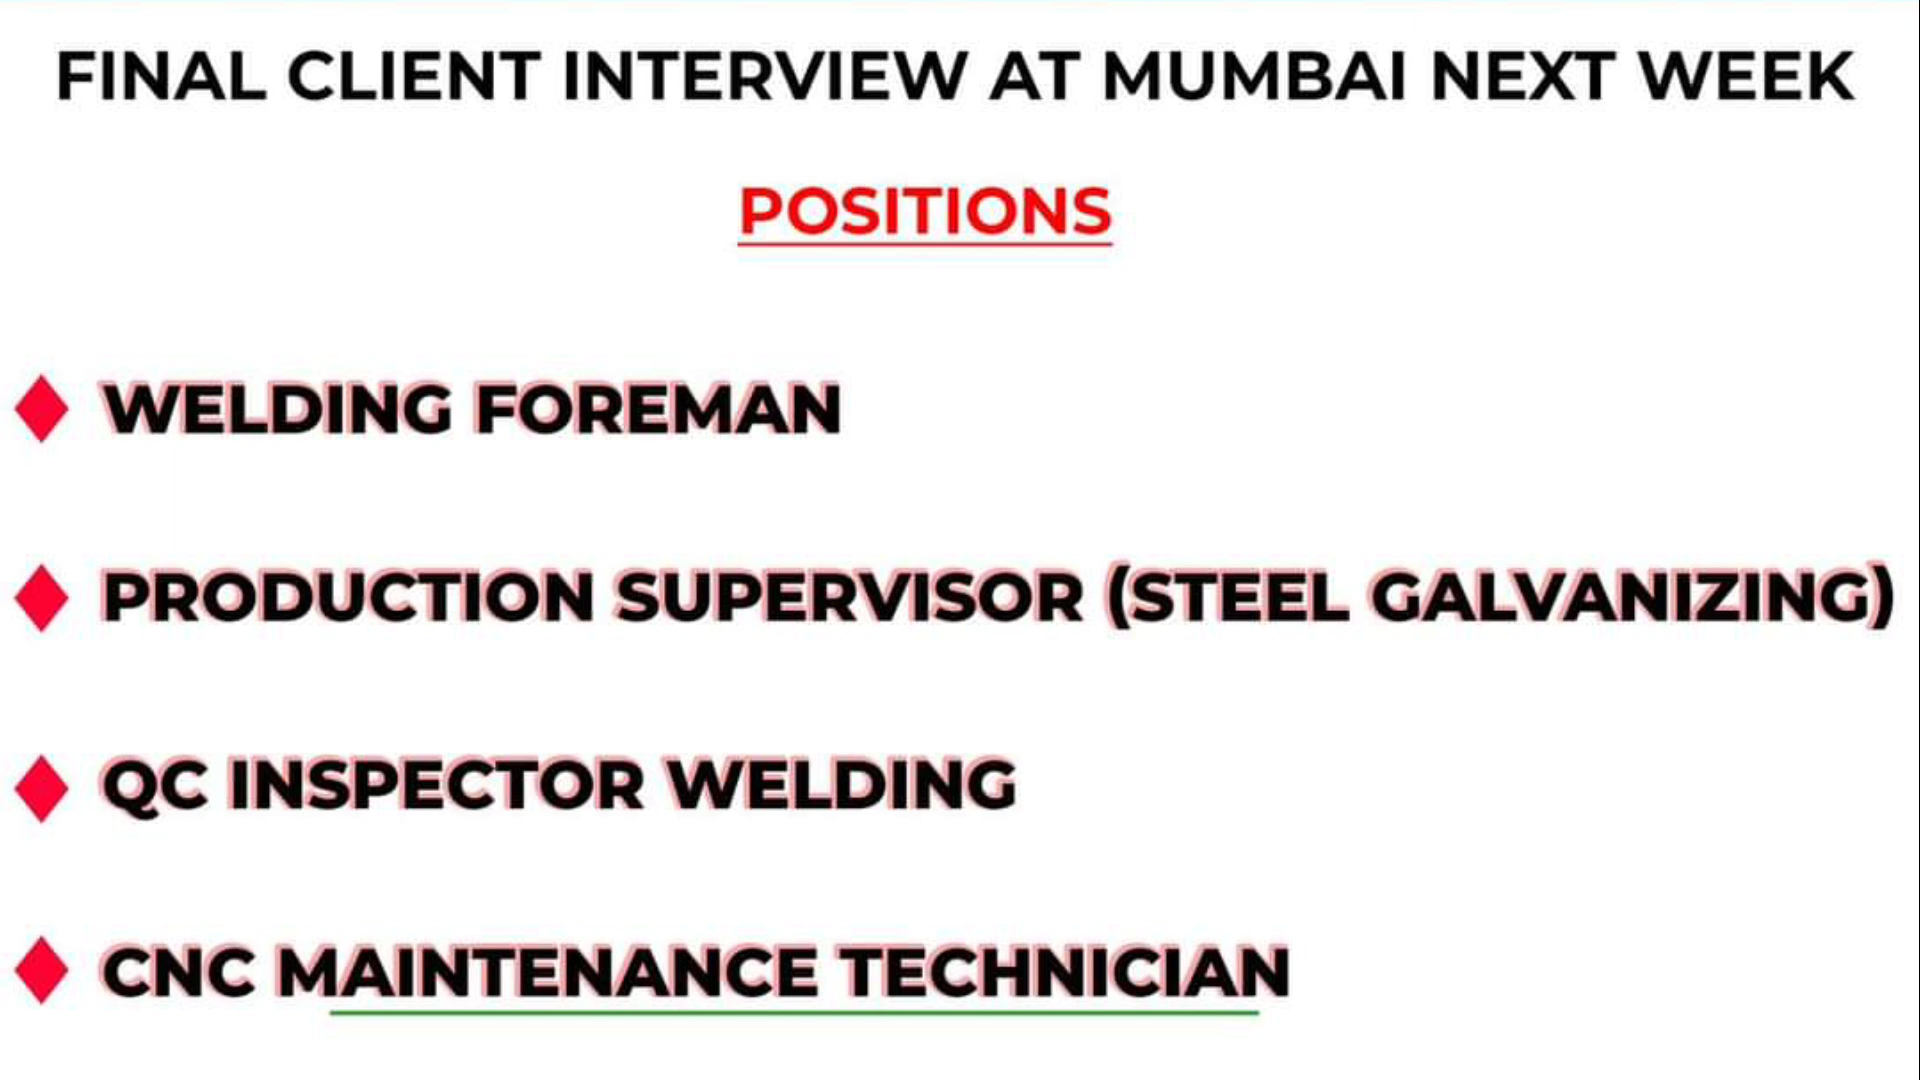 FINAL CLIENT INTERVIEW AT MUMBAI NEXT WEEK
POSITIONS
WELDING FOREMAN
PRODUCTION SUPERVISOR (STEEL GALVANIZING)
QC INSPECTOR WELDING
CNC MAINTENANCE TECHNICIAN